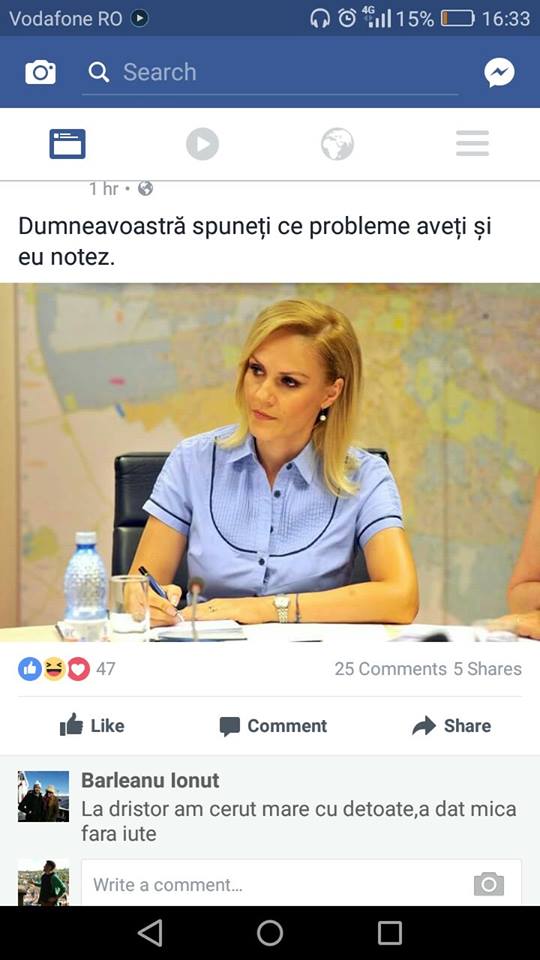 Vodafone RO 4G 15% 16:33
Search
1 hr •
Dumneavoastră spuneți ce probleme aveți și
eu notez.
47 25 Comments 5 Shares
Like Comment Share
Barleanu Ionut
La dristor am cerut mare cu detoate,a dat mica
fara iute
Write a comment...